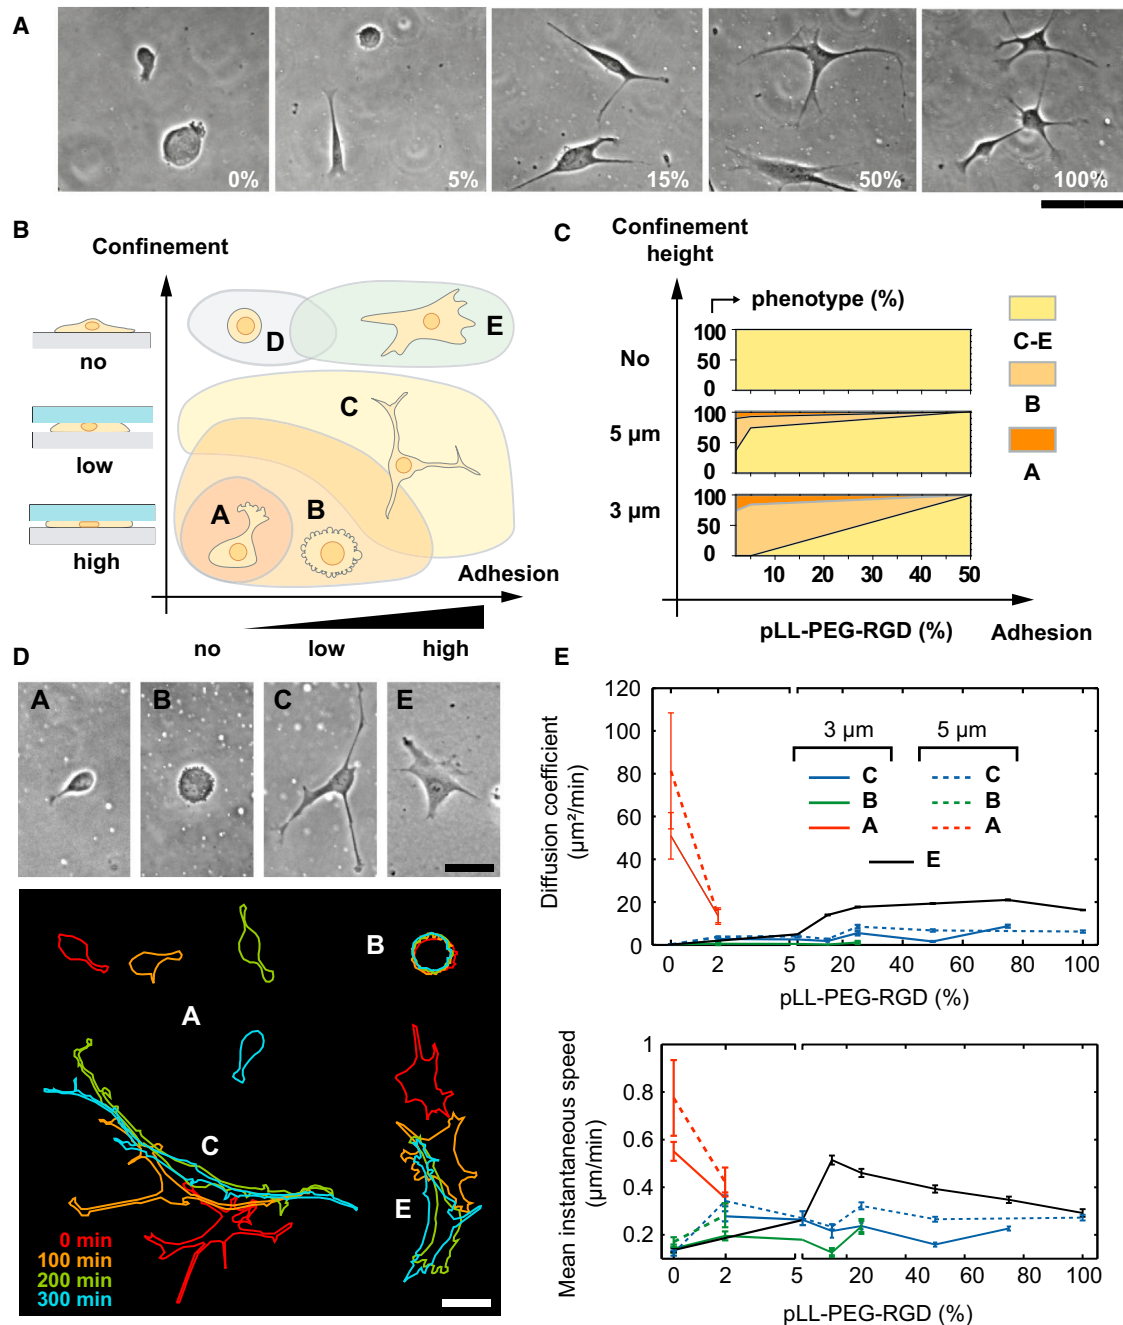 A
0%
5%
15%
50%
100%
B
Confinement
no
low
high
D
E
C
A
B
Adhesion
no
low
high
C
Confinement
height
phenotype (%)
No
100
50
0
5 µm
100
50
0
3 µm
100
50
0
10 20 30 40 50
pLL-PEG-RGD (%)
Adhesion
C-E
B
A
D
A
B
C
E
B
A
C
E
0 min
100 min
200 min
300 min
E
Diffusion coefficient
(µm²/min)
120
100
80
60
40
20
0
3 µm 5 µm
C C
B B
A A
E
0 2 5 20 40 60 80 100
pLL-PEG-RGD (%)
Mean instantaneous speed
(µm/min)
1
0.8
0.6
0.4
0.2
0 2 5 20 40 60 80 100
pLL-PEG-RGD (%)